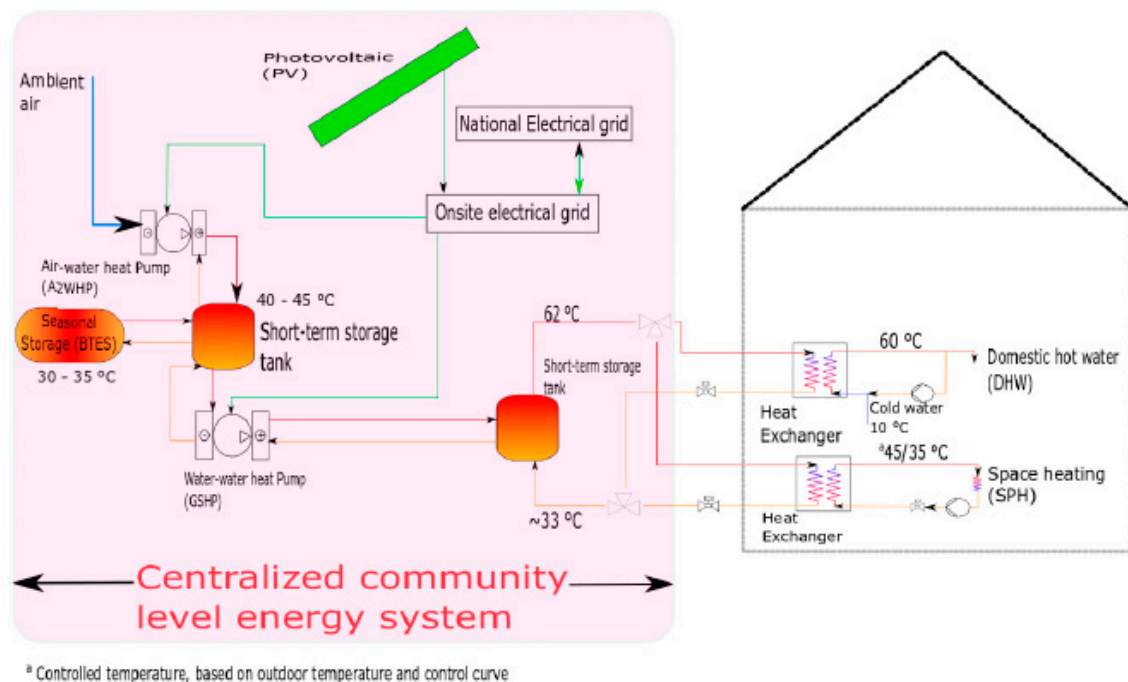 Photovoltaic
(PV)
Ambient
air
National Electrical grid
Onsite electrical grid
Air-water heat Pump
(A2WHP)
40 - 45 ºC
Short-term storage
tank
Seasonal
Storage (BTES)
30 - 35 ºC
62 ºC
Short-term storage
tank
60 ºC
Domestic hot water
(DHW)
Cold water
10 ºC
Heat
Exchanger
ª45/35 ºC
Space heating
(SPH)
Heat
Exchanger
Water-water heat Pump
(GSHP)
~33 ºC
Centralized community
level energy system
ª Controlled temperature, based on outdoor temperature and control curve